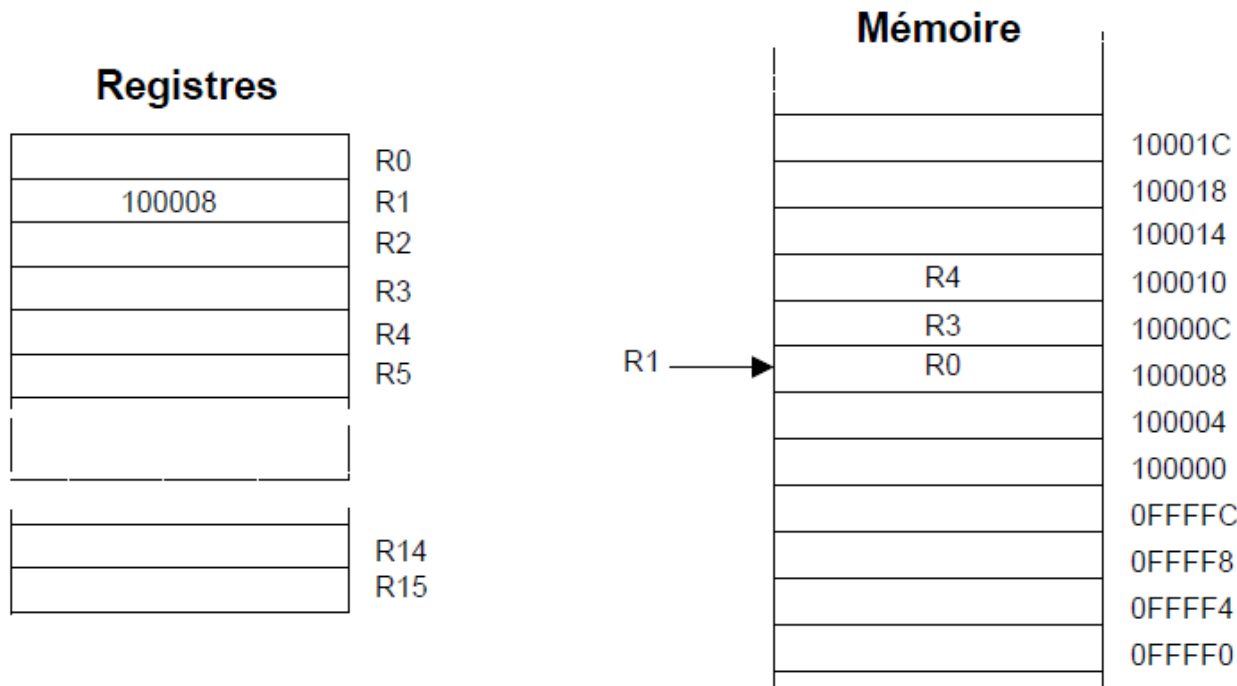 Mémoire
Registres
R0
100008 R1
R2
R3
R4
R5
R14
R15
10001C
100018
100014
R4 100010
R3 10000C
R1 R0 100008
100004
100000
0FFFFC
0FFFF8
0FFFF4
0FFFF0